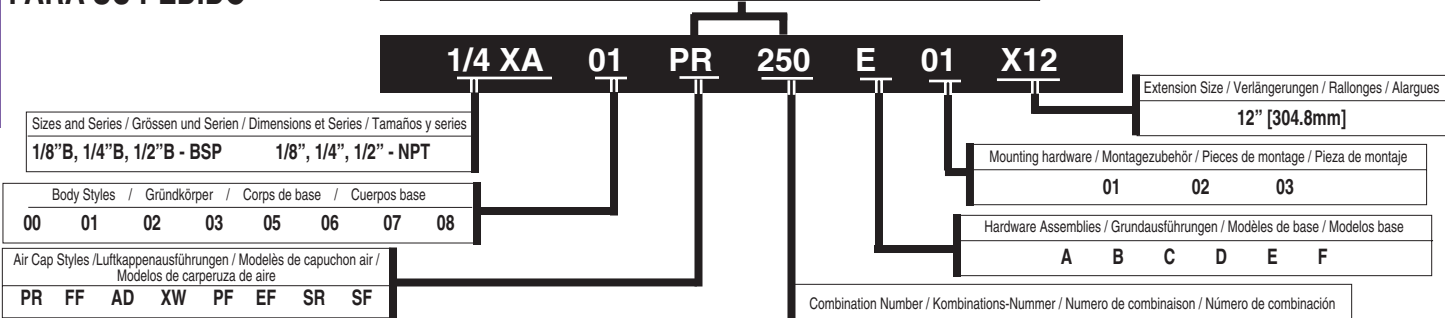 PARA SU PEDIDO
1/4 XA 01 PR 250 E 01 X12
Extension Size / Verlängerungen / Rallonges / Alargues
12” [304.8mm]
Sizes and Series / Grössen und Serien / Dimensions et Series / Tamaños y series
1/8”B, 1/4”B, 1/2”B - BSP 1/8”, 1/4”, 1/2” - NPT
Mounting hardware / Montagezubehör / Pieces de montage / Pieza de montaje
01 02 03
Body Styles / Gründkörper / Corps de base / Cuerpos base
00 01 02 03 05 06 07 08
Hardware Assemblies / Grundausführungen / Modèles de base / Modelos base
A B C D E F
Air Cap Styles /Luftkappenausführungen / Modelès de capuchon air /
Modelos de carperuza de aire
PR FF AD XW PF EF SR SF
Combination Number / Kombinations-Nummer / Numero de combinaison / Número de combinación